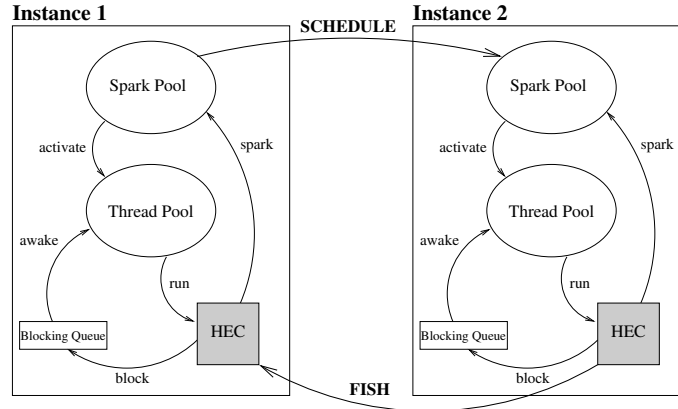 Instance 1
Instance 2
SCHEDULE
Spark Pool
Spark Pool
activate
spark
activate
spark
Thread Pool
Thread Pool
awake
awake
run
run
Blocking Queue
HEC
Blocking Queue
HEC
block
block
FISH